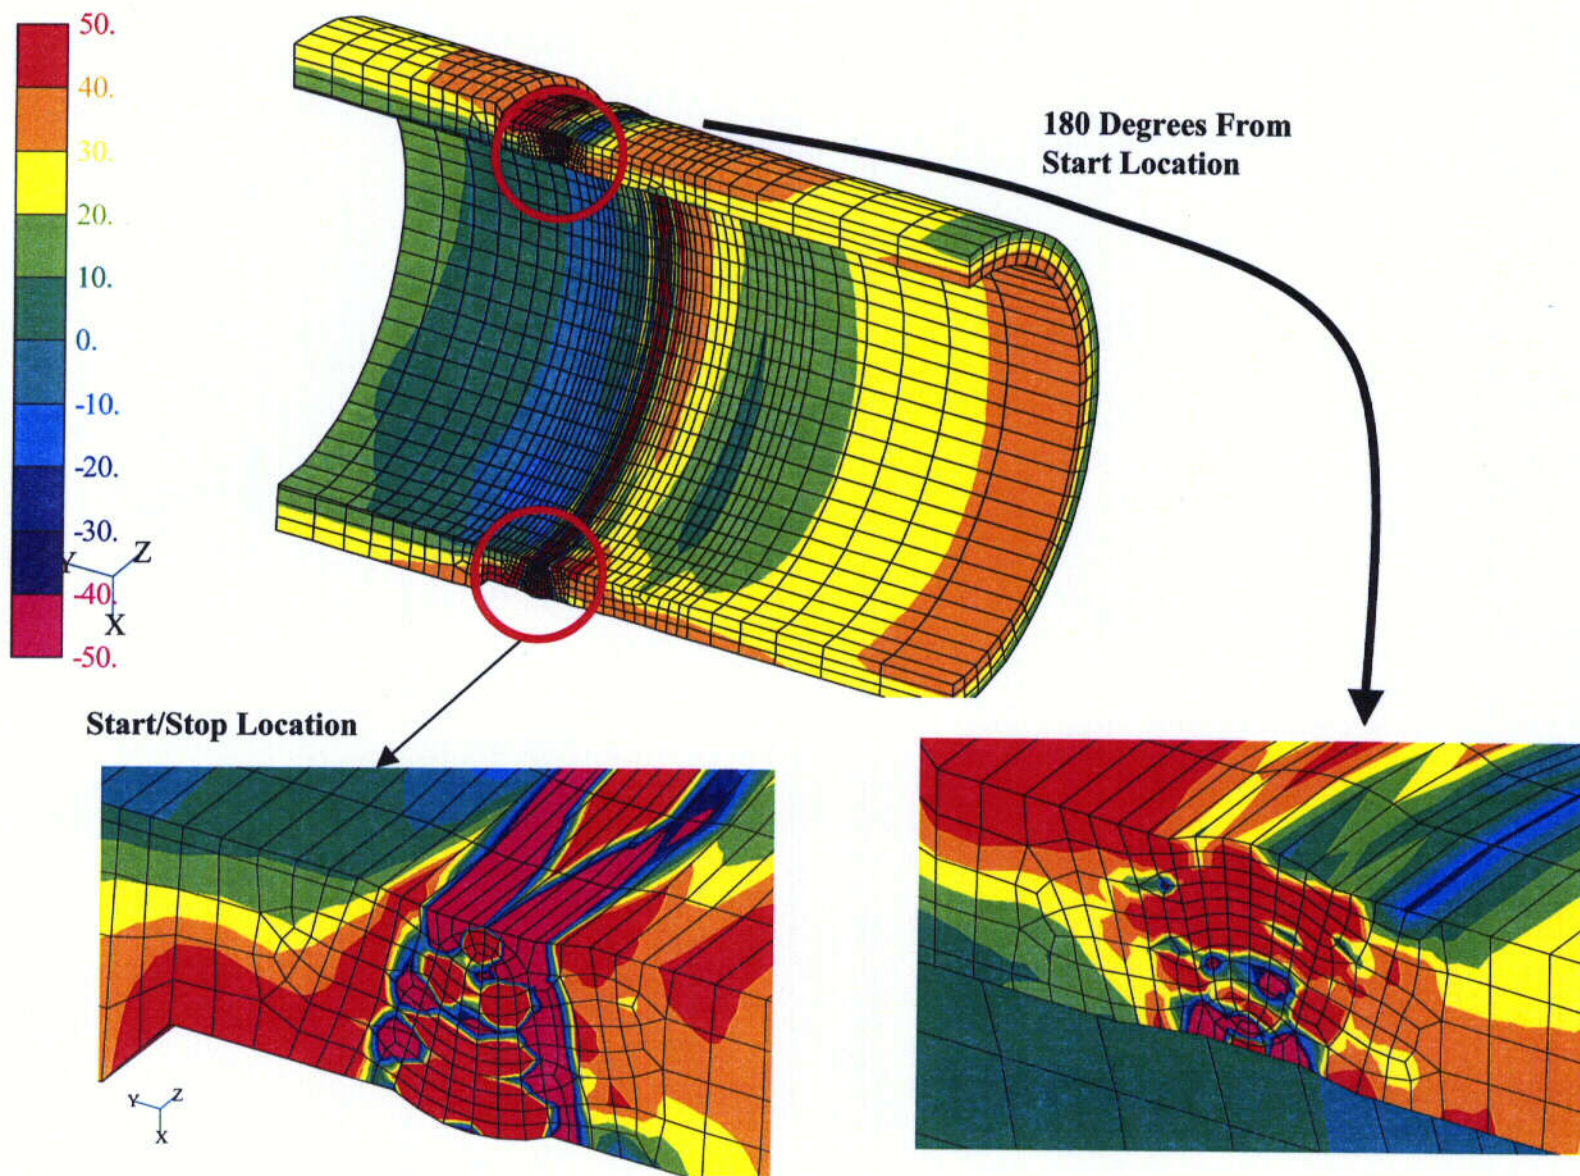 50.
40.
30.
20.
10.
0.
-10.
-20.
-30.
-40.
-50.
Y Z
X
180 Degrees From
Start Location
Start/Stop Location
Y Z
X